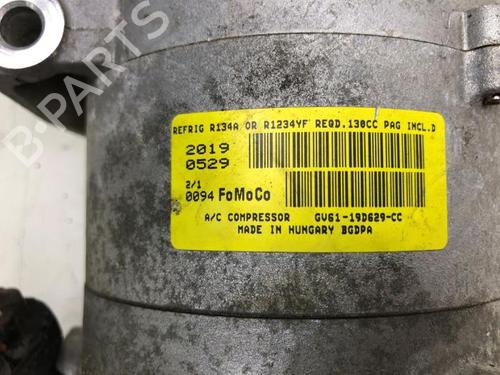 REFRIG R134A OR R1234YF REQD.130CC PAG INCL.D
2019
0529
2/1
0094 FoMoCo
A/C COMPRESSOR GV61-19D629-CC
MADE IN HUNGARY BGDPA
B-PARTS